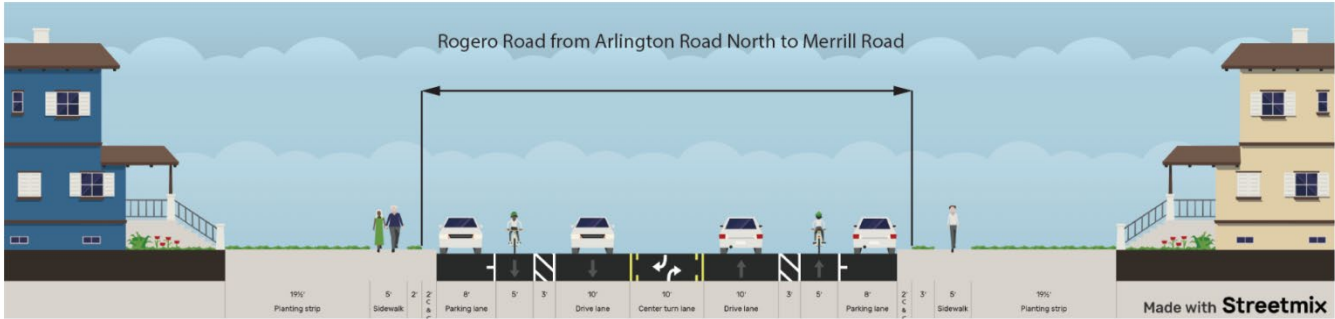 Rogero Road from Arlington Road North to Merrill Road
19½' 5' 2' 2' 8' 5' 3' 10' 10' 10' 3' 5' 8' 2' 3' 5' 19½'
Planting strip Sidewalk C & G Parking lane Drive lane Center turn lane Drive lane Parking lane C & G Sidewalk Planting strip
Made with Streetmix